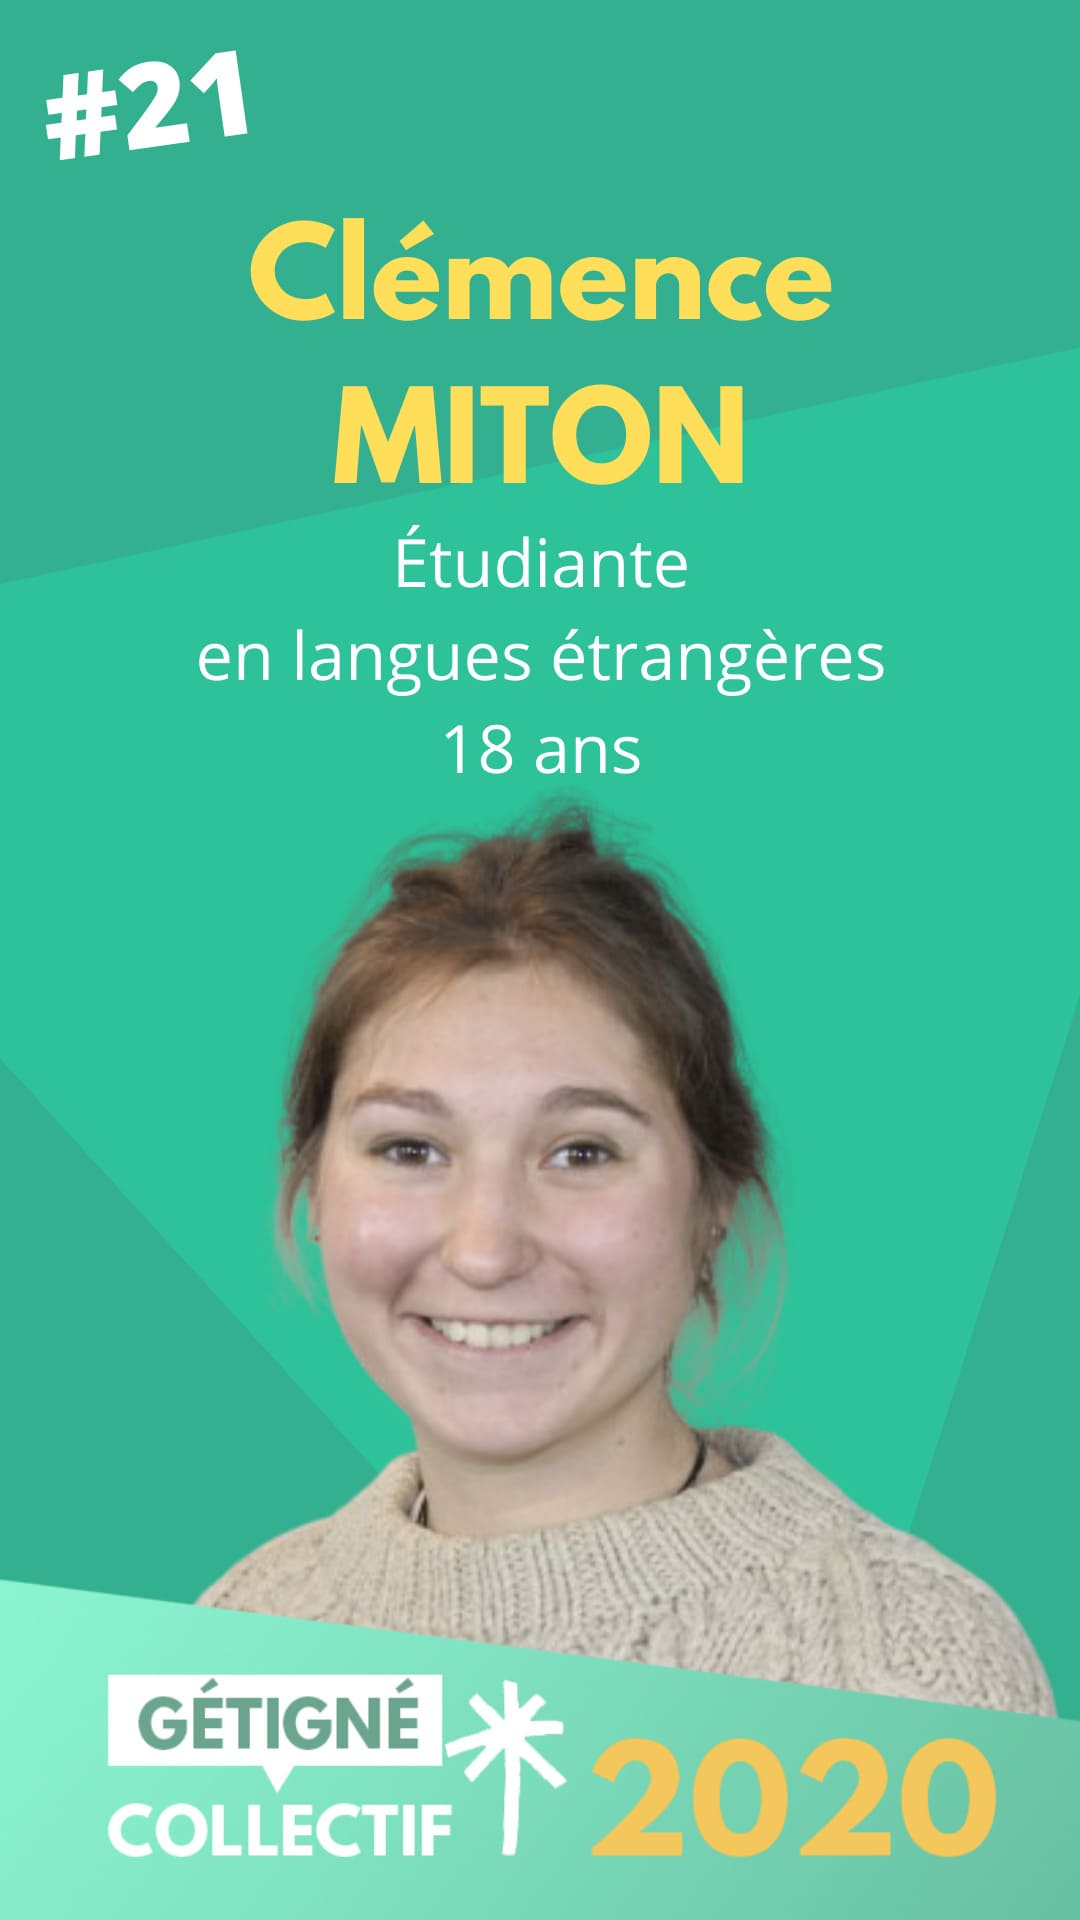 #21
Clémence
MITON
Étudiante
en langues étrangères
18 ans
GÉTIGNÉ
COLLECTIF
2020